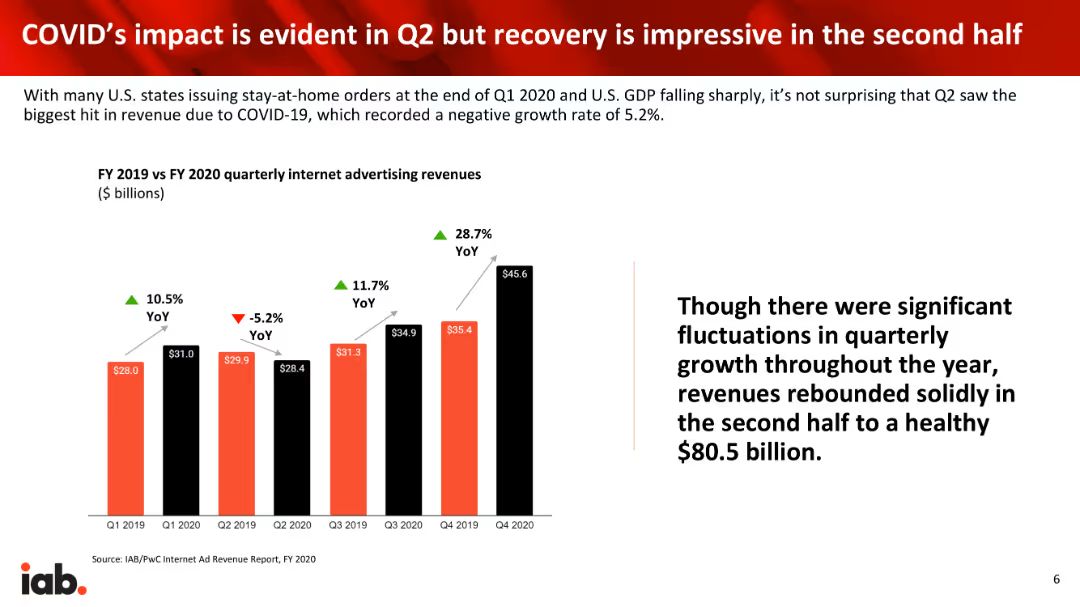 COVID’s impact is evident in Q2 but recovery is impressive in the second half
With many U.S. states issuing stay-at-home orders at the end of Q1 2020 and U.S. GDP falling sharply, it’s not surprising that Q2 saw the
biggest hit in revenue due to COVID-19, which recorded a negative growth rate of 5.2%.
FY 2019 vs FY 2020 quarterly internet advertising revenues
($ billions)
10.5%
YoY
-5.2%
YoY
11.7%
YoY
28.7%
YoY
$28.0
$31.0
$29.9
$28.4
$31.3
$34.9
$35.4
$45.6
Q1 2019
Q1 2020
Q2 2019
Q2 2020
Q3 2019
Q3 2020
Q4 2019
Q4 2020
Though there were significant
fluctuations in quarterly
growth throughout the year,
revenues rebounded solidly in
the second half to a healthy
$80.5 billion.
Source: IAB/PwC Internet Ad Revenue Report, FY 2020
iab.
6